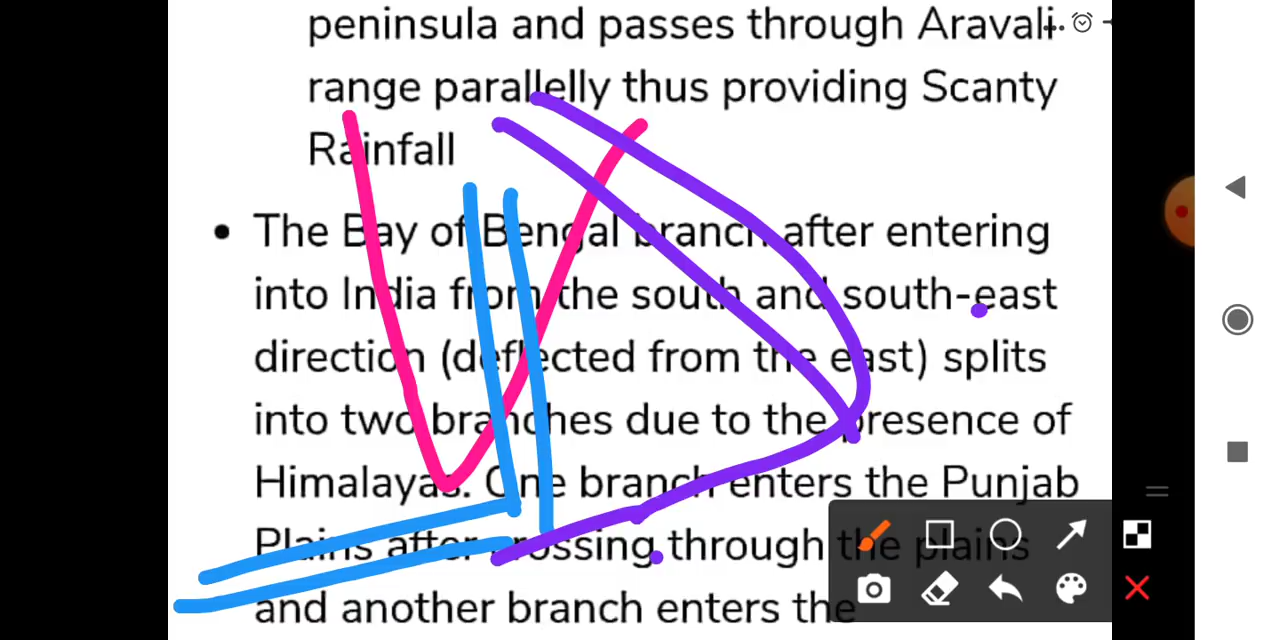 peninsula and passes through Aravali
range parallelly thus providing Scanty
Rainfall
• The Bay of Bengal branch after entering
into India from the south and south-east
direction (deflected from the east) splits
into two branches due to the presence of
Himalayas. One branch enters the Punjab
Plains after crossing through the plains
and another branch enters the